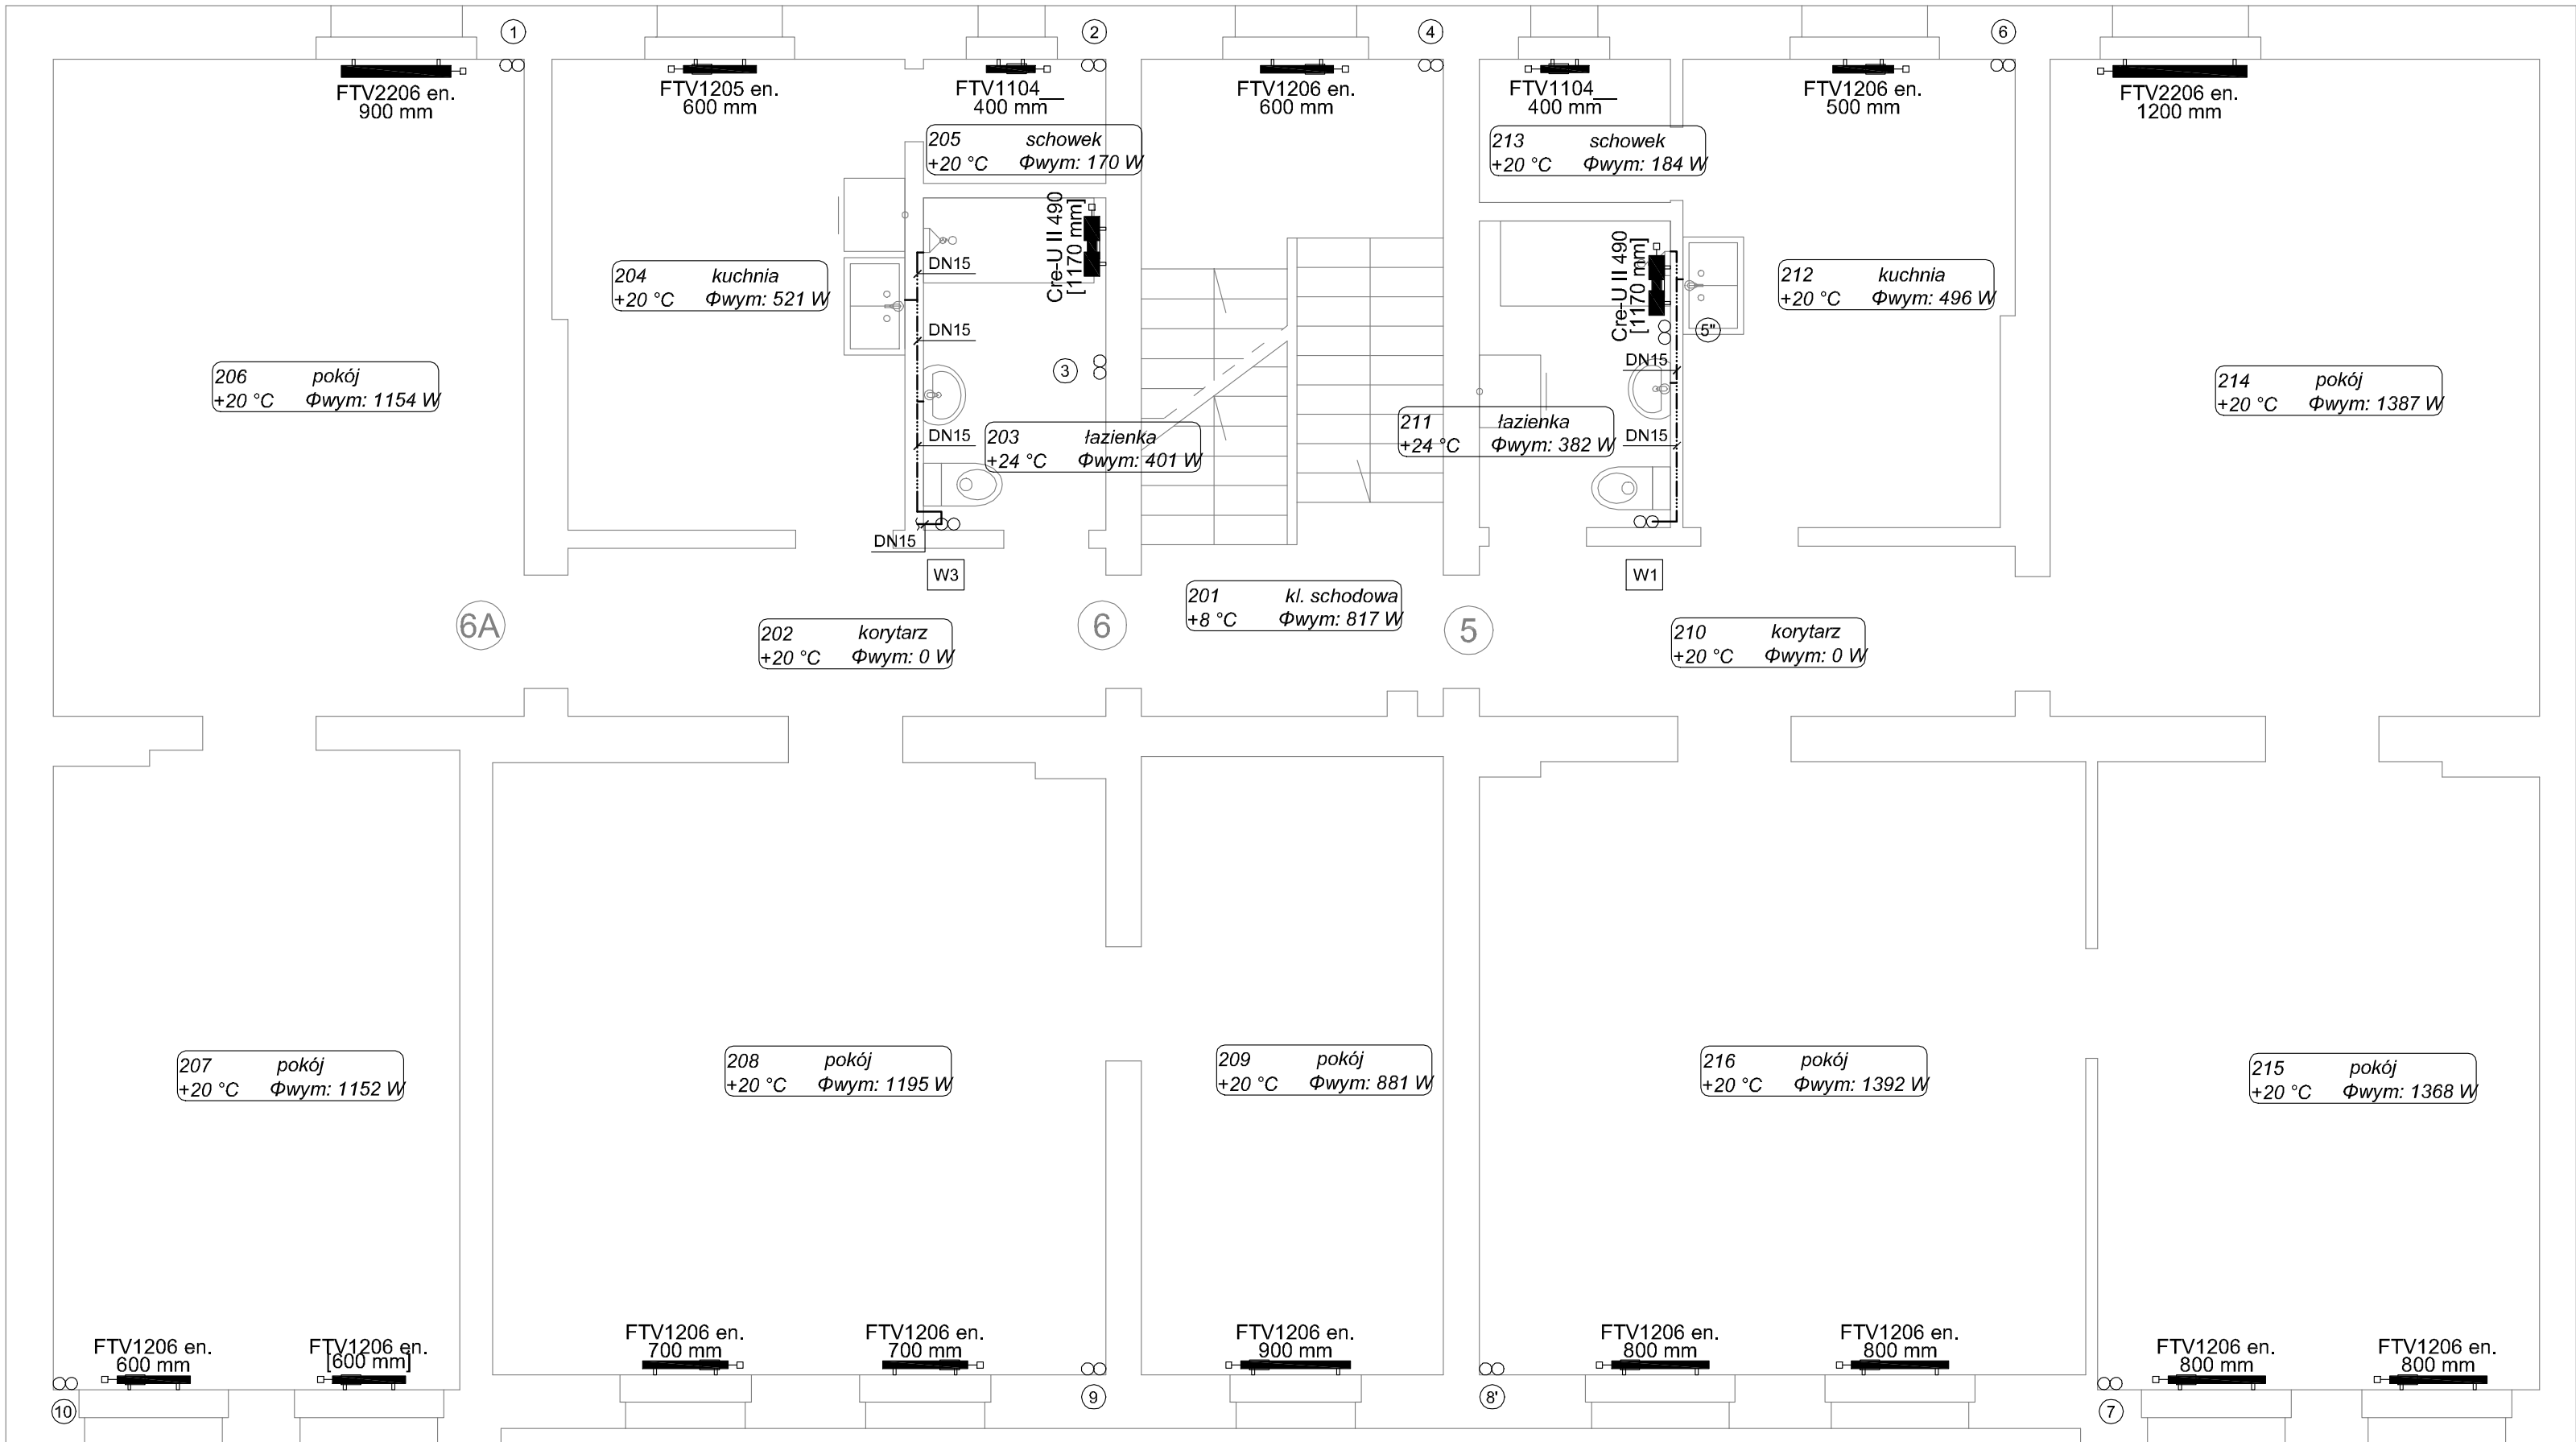 1
2
4
6
FTV2206 en.
900 mm
FTV1205 en.
600 mm
FTV1104__
400 mm
FTV1206 en.
600 mm
FTV1104__
400 mm
FTV1206 en.
500 mm
FTV2206 en.
1200 mm
205 schowek
+20 °C Φwym: 170 W
213 schowek
+20 °C Φwym: 184 W
Cre-U II 490
[1170 mm]
Cre-U II 490
[1170 mm]
DN15
204 kuchnia
+20 °C Φwym: 521 W
212 kuchnia
+20 °C Φwym: 496 W
DN15
5"
DN15
3
206 pokój
+20 °C Φwym: 1154 W
214 pokój
+20 °C Φwym: 1387 W
DN15
203 łazienka
+24 °C Φwym: 401 W
211 łazienka
+24 °C Φwym: 382 W
DN15
DN15
W3
W1
201 kl. schodowa
+8 °C Φwym: 817 W
6A
6
5
202 korytarz
+20 °C Φwym: 0 W
210 korytarz
+20 °C Φwym: 0 W
207 pokój
+20 °C Φwym: 1152 W
208 pokój
+20 °C Φwym: 1195 W
209 pokój
+20 °C Φwym: 881 W
216 pokój
+20 °C Φwym: 1392 W
215 pokój
+20 °C Φwym: 1368 W
FTV1206 en.
600 mm
FTV1206 en.
[600 mm]
FTV1206 en.
700 mm
FTV1206 en.
700 mm
FTV1206 en.
900 mm
FTV1206 en.
800 mm
FTV1206 en.
800 mm
FTV1206 en.
800 mm
FTV1206 en.
800 mm
10
9
8'
7